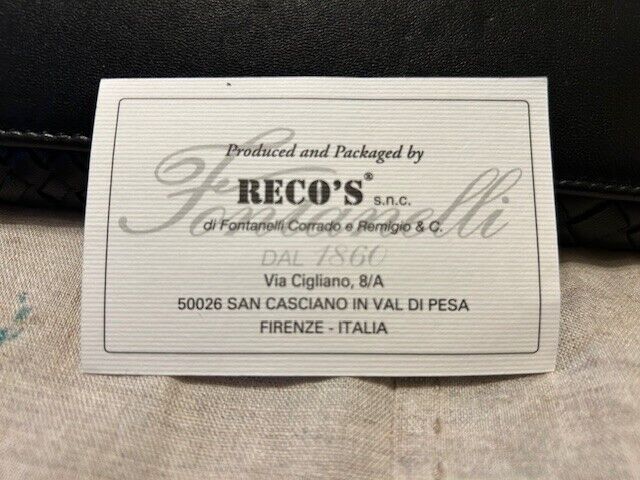 Produced and Packaged by
Fontanelli
RECO'S® s.n.c.
di Fontanelli Corrado e Remigio & C.
DAL 1860
Via Cigliano, 8/A
50026 SAN CASCIANO IN VAL DI PESA
FIRENZE - ITALIA